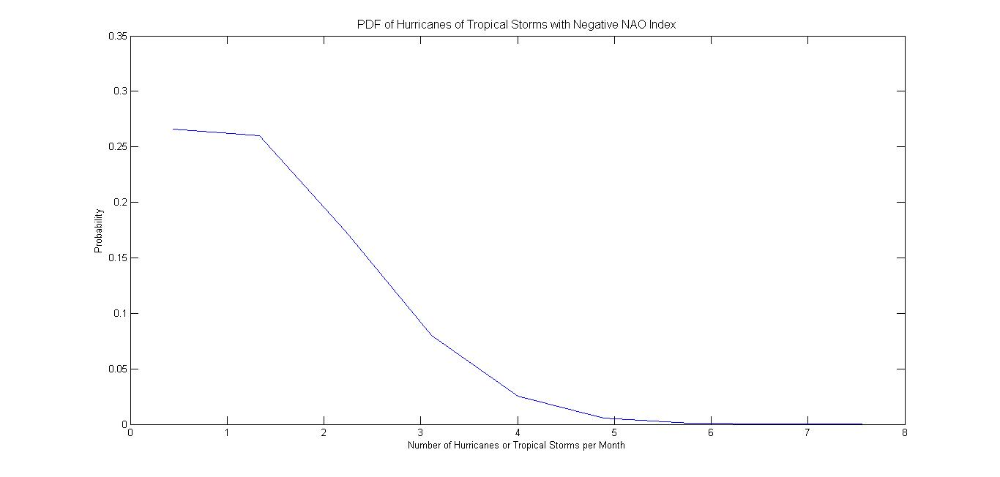 PDF of Hurricanes of Tropical Storms with Negative NAO Index
0.35
0.3
0.25
0.2
0.15
0.1
0.05
0
Probability
0 1 2 3 4 5 6 7 8
Number of Hurricanes or Tropical Storms per Month